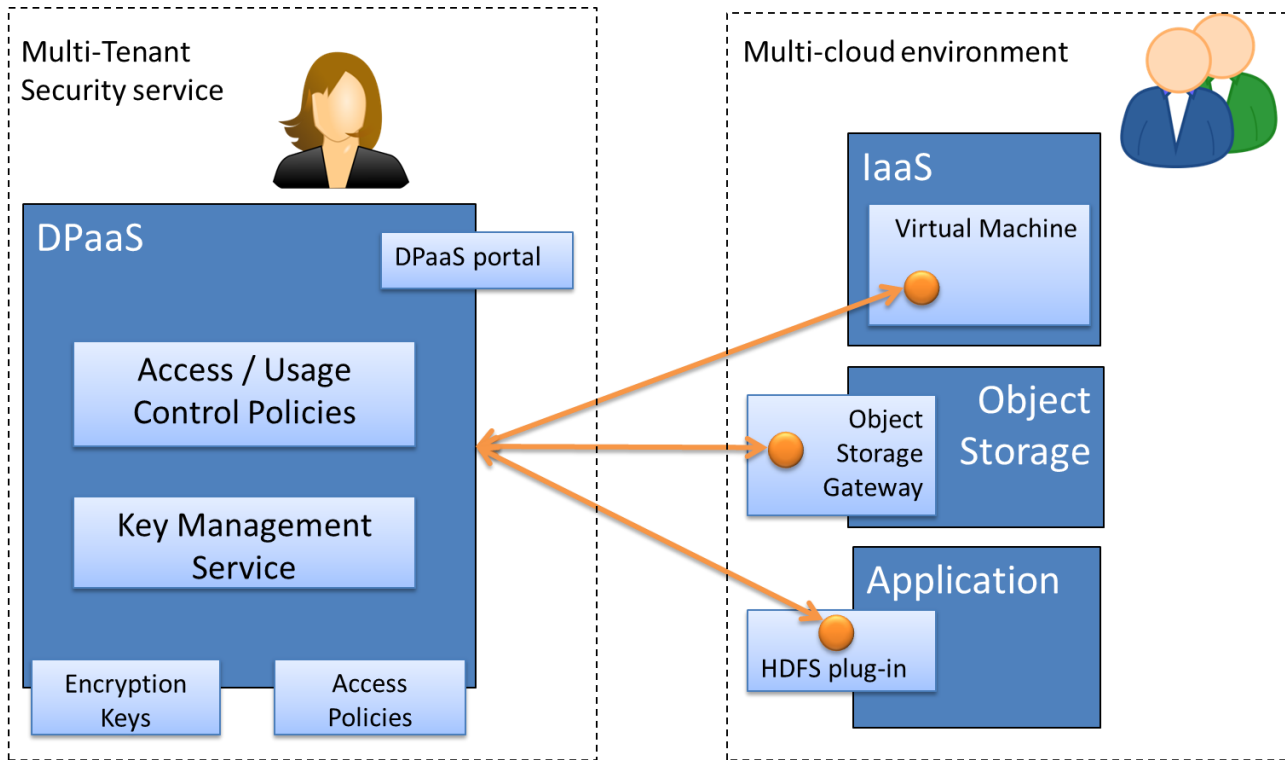 Multi-Tenant
Security service
DPaaS
DPaaS portal
Access / Usage
Control Policies
Key Management
Service
Encryption
Keys
Access
Policies
Multi-cloud environment
IaaS
Virtual Machine
Object
Storage
Object
Storage
Gateway
Application
HDFS plug-in